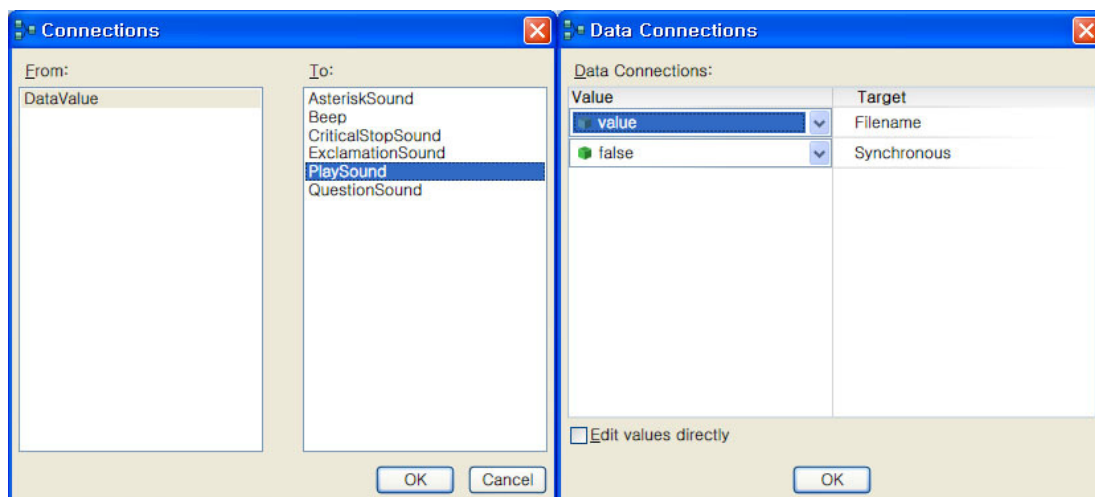 Connections
From:
To:
DataValue
AsteriskSound
Beep
CriticalStopSound
ExclamationSound
PlaySound
QuestionSound
OK
Cancel
Data Connections
Data Connections:
Value
Target
value
Filename
false
Synchronous
Edit values directly
OK